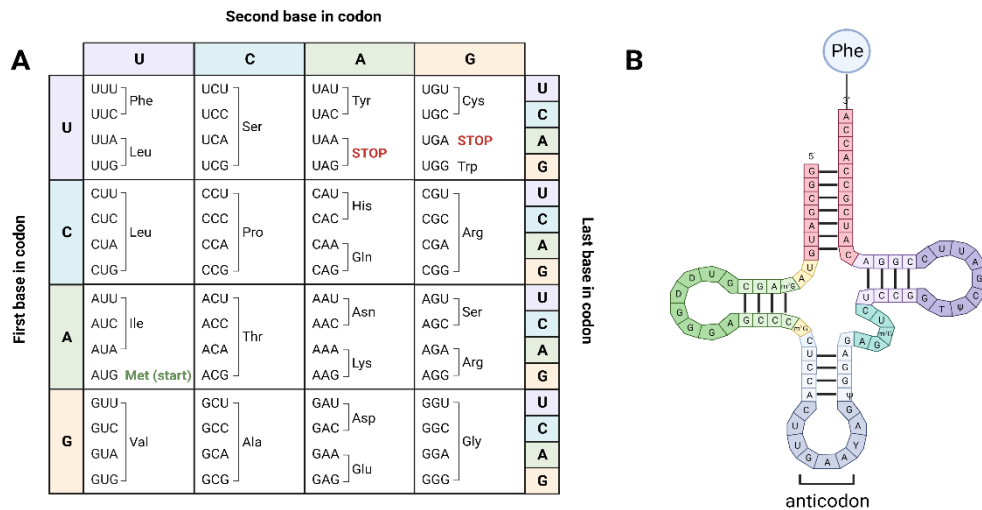 Second base in codon
A
U C A G
First base in codon
U
UUU
UUC
Phe
UUA
UUG
Leu
UCU
UCC
UCA
UCG
Ser
UAU
UAC
Tyr
UAA
UAG
STOP
UGU
UGC
Cys
UGA STOP
UGG Trp
U
C
A
G
C
CUU
CUC
CUA
CUG
Leu
CCU
CCC
CCA
CCG
Pro
CAU
CAC
His
CAA
CAG
Gln
CGU
CGC
CGA
CGG
Arg
U
C
A
G
A
AUU
AUC
AUA
Ile
AUG Met (start)
ACU
ACC
ACA
ACG
Thr
AAU
AAC
Asn
AAA
AAG
Lys
AGU
AGC
Ser
AGA
AGG
Arg
U
C
A
G
G
GUU
GUC
GUA
GUG
Val
GCU
GCC
GCA
GCG
Ala
GAU
GAC
Asp
GAA
GAG
Glu
GGU
GGC
GGA
GGG
Gly
U
C
A
G
Last base in codon
B
Phe
3'
A C C A C C G C U A C
5'
G G C G A U G U A
D D U G C G A
G G G A G C C C
A G G C C U U A G C ψ T G G C C U
C U
A G
C U C C A C U U G A A A Y A G ψ G G A G
anticodon